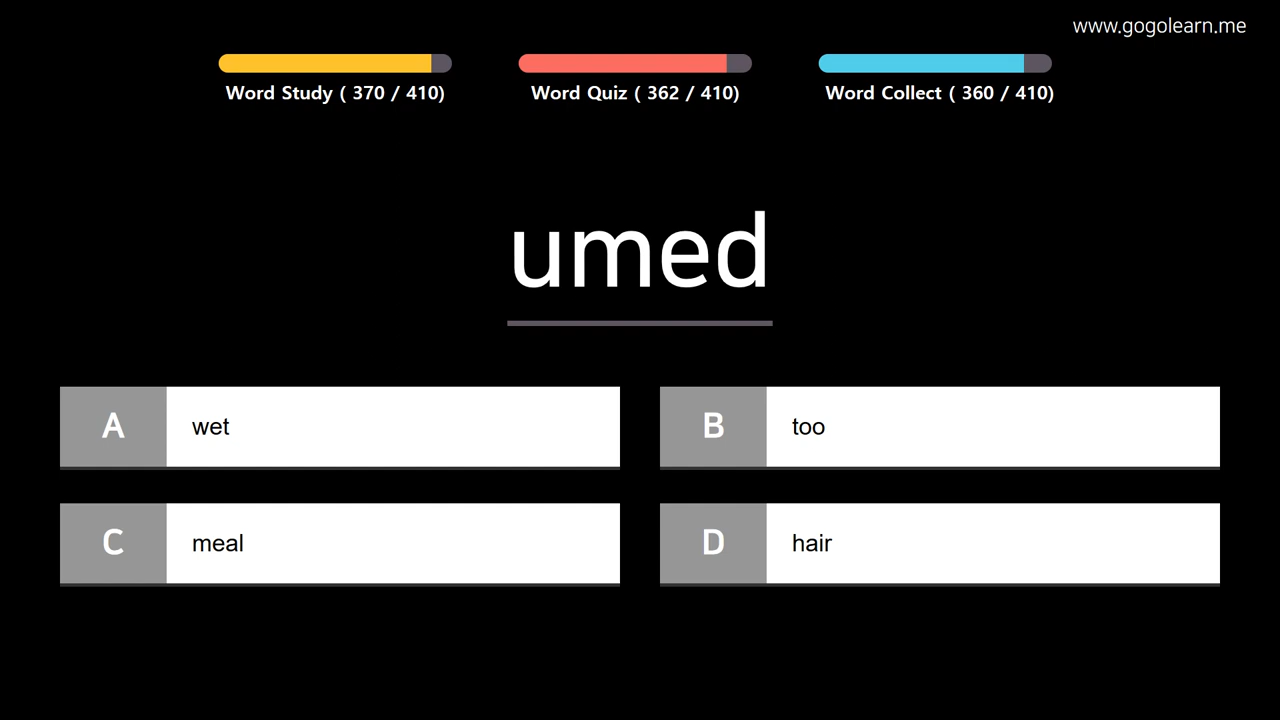 www.gogolearn.me
Word Study ( 370 / 410)
Word Quiz ( 362 / 410)
Word Collect ( 360 / 410)
umed
A wet
B too
C meal
D hair